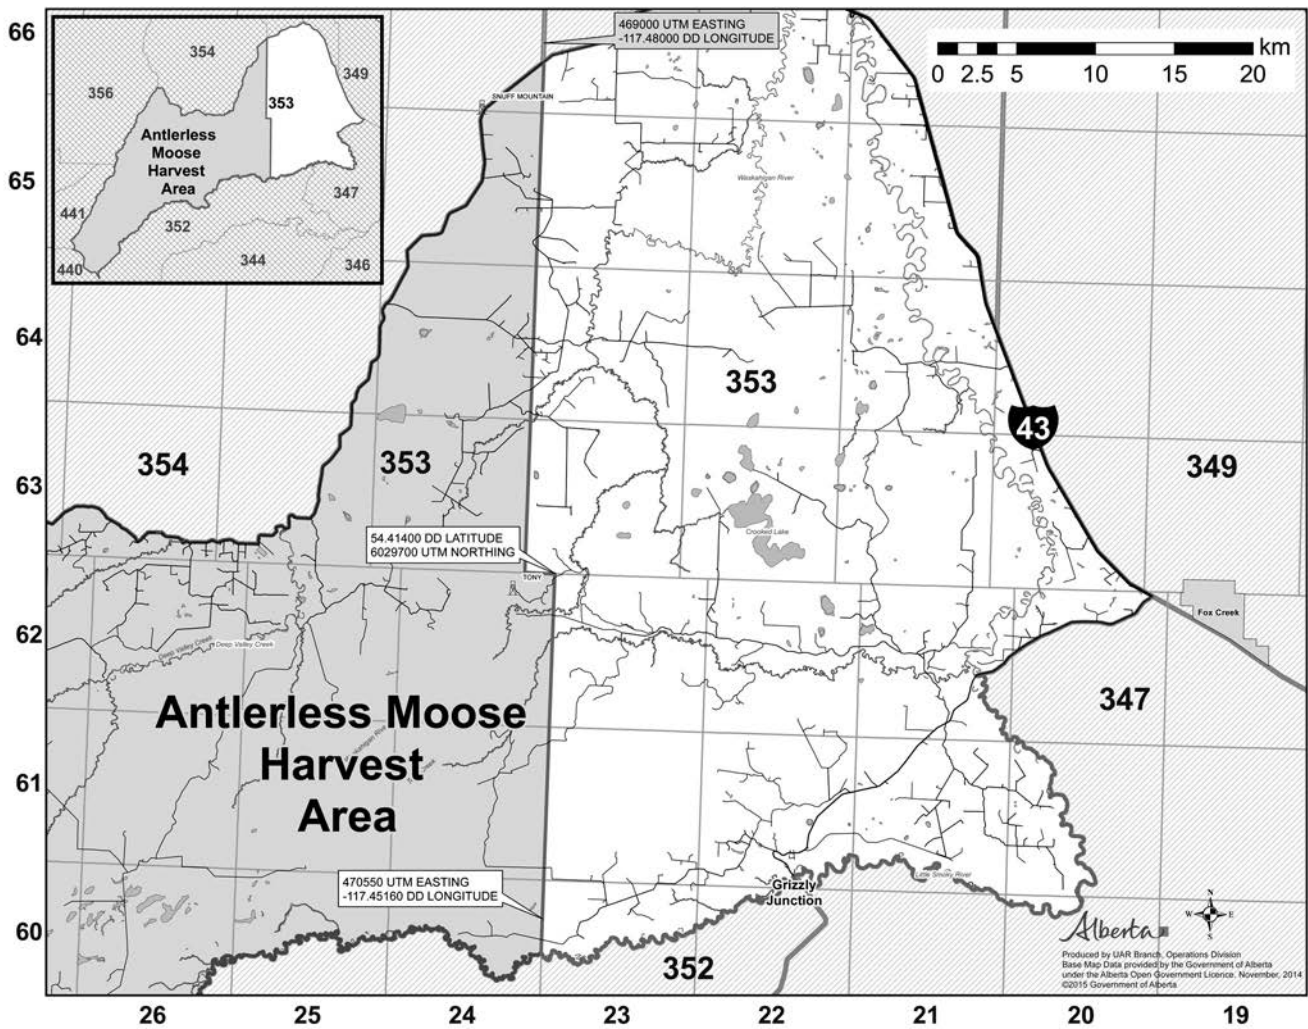 66
65
64
63
62
61
60
354
349
356
353
Antlerless
Moose
Harvest
Area
347
441
352
440
344
346
469000 UTM EASTING
-117.48000 DD LONGITUDE
km
0 2.5 5 10 15 20
SNUFF MOUNTAIN
Waskahigan River
353
43
354
353
349
54.41400 DD LATITUDE
6029700 UTM NORTHING
Crooked Lake
TONY
Fox Creek
Deep Valley Creek
Deep Valley Creek
347
Antlerless Moose
Harvest
Area
Creek
470550 UTM EASTING
-117.45160 DD LONGITUDE
Grizzly
Junction
Little Smoky River
352
Alberta
N
W E
S
Produced by UAR Branch, Operations Division
Base Map Data provided by the Government of Alberta
under the Alberta Open Government Licence. November, 2014
©2015 Government of Alberta
26 25 24 23 22 21 20 19